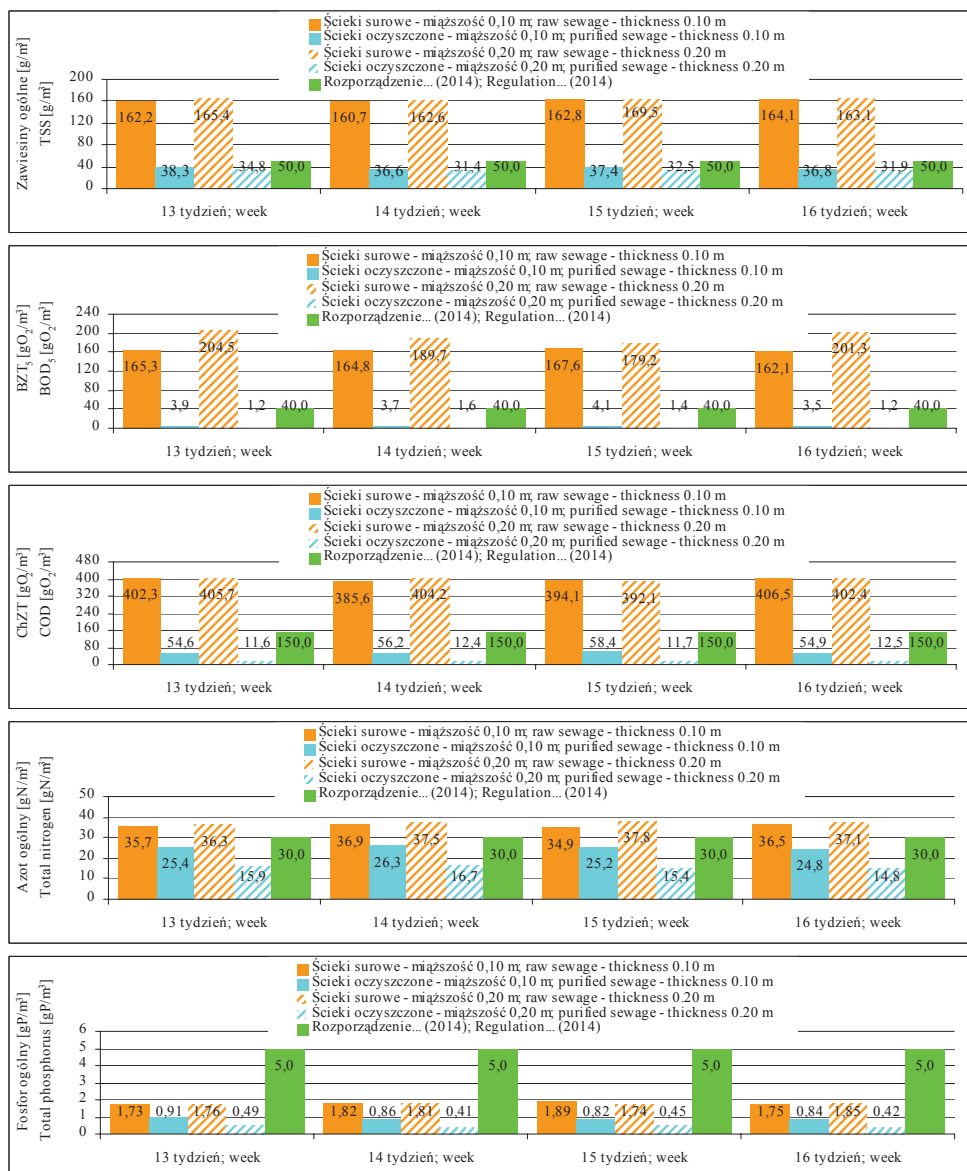 Ścieki surowe - miąższość 0,10 m; raw sewage - thickness 0.10 m
Ścieki oczyszczone - miąższość 0,10 m; purified sewage - thickness 0.10 m
Ścieki surowe - miąższość 0,20 m; raw sewage - thickness 0.20 m
Ścieki oczyszczone - miąższość 0,20 m; purified sewage - thickness 0.20 m
Rozporządzenie... (2014); Regulation... (2014)
Zawiesiny ogólne [g/m³]
TSS [g/m³]
200
160
120
80
40
0
162,2 38,3 165,4 34,8 50,0
160,7 36,6 162,6 31,4 50,0
162,8 37,4 169,5 32,5 50,0
164,1 36,8 163,1 31,9 50,0
13 tydzień; week 14 tydzień; week 15 tydzień; week 16 tydzień; week
Ścieki surowe - miąższość 0,10 m; raw sewage - thickness 0.10 m
Ścieki oczyszczone - miąższość 0,10 m; purified sewage - thickness 0.10 m
Ścieki surowe - miąższość 0,20 m; raw sewage - thickness 0.20 m
Ścieki oczyszczone - miąższość 0,20 m; purified sewage - thickness 0.20 m
Rozporządzenie... (2014); Regulation... (2014)
BZT₅ [gO₂/m³]
BOD₅ [gO₂/m³]
240
200
160
120
80
40
0
165,3 3,9 204,5 1,2 40,0
164,8 3,7 189,7 1,6 40,0
167,6 4,1 179,2 1,4 40,0
162,1 3,5 201,3 1,2 40,0
13 tydzień; week 14 tydzień; week 15 tydzień; week 16 tydzień; week
Ścieki surowe - miąższość 0,10 m; raw sewage - thickness 0.10 m
Ścieki oczyszczone - miąższość 0,10 m; purified sewage - thickness 0.10 m
Ścieki surowe - miąższość 0,20 m; raw sewage - thickness 0.20 m
Ścieki oczyszczone - miąższość 0,20 m; purified sewage - thickness 0.20 m
Rozporządzenie... (2014); Regulation... (2014)
ChZT [gO₂/m³]
COD [gO₂/m³]
480
400
320
240
160
80
0
402,3 54,6 405,7 11,6 150,0
385,6 56,2 404,2 12,4 150,0
394,1 58,4 392,1 11,7 150,0
406,5 54,9 402,4 12,5 150,0
13 tydzień; week 14 tydzień; week 15 tydzień; week 16 tydzień; week
Ścieki surowe - miąższość 0,10 m; raw sewage - thickness 0.10 m
Ścieki oczyszczone - miąższość 0,10 m; purified sewage - thickness 0.10 m
Ścieki surowe - miąższość 0,20 m; raw sewage - thickness 0.20 m
Ścieki oczyszczone - miąższość 0,20 m; purified sewage - thickness 0.20 m
Rozporządzenie... (2014); Regulation... (2014)
Azot ogólny [gN/m³]
Total nitrogen [gN/m³]
50
40
30
20
10
0
35,7 25,4 36,3 15,9 30,0
36,9 26,3 37,5 16,7 30,0
34,9 25,2 37,8 15,4 30,0
36,5 24,8 37,1 14,8 30,0
13 tydzień; week 14 tydzień; week 15 tydzień; week 16 tydzień; week
Ścieki surowe - miąższość 0,10 m; raw sewage - thickness 0.10 m
Ścieki oczyszczone - miąższość 0,10 m; purified sewage - thickness 0.10 m
Ścieki surowe - miąższość 0,20 m; raw sewage - thickness 0.20 m
Ścieki oczyszczone - miąższość 0,20 m; purified sewage - thickness 0.20 m
Rozporządzenie... (2014); Regulation... (2014)
Fosfor ogólny [gP/m³]
Total phosphorus [gP/m³]
6
5
4
3
2
1
0
1,73 0,91 1,76 0,49 5,0
1,82 0,86 1,81 0,41 5,0
1,89 0,82 1,74 0,45 5,0
1,75 0,84 1,85 0,42 5,0
13 tydzień; week 14 tydzień; week 15 tydzień; week 16 tydzień; week